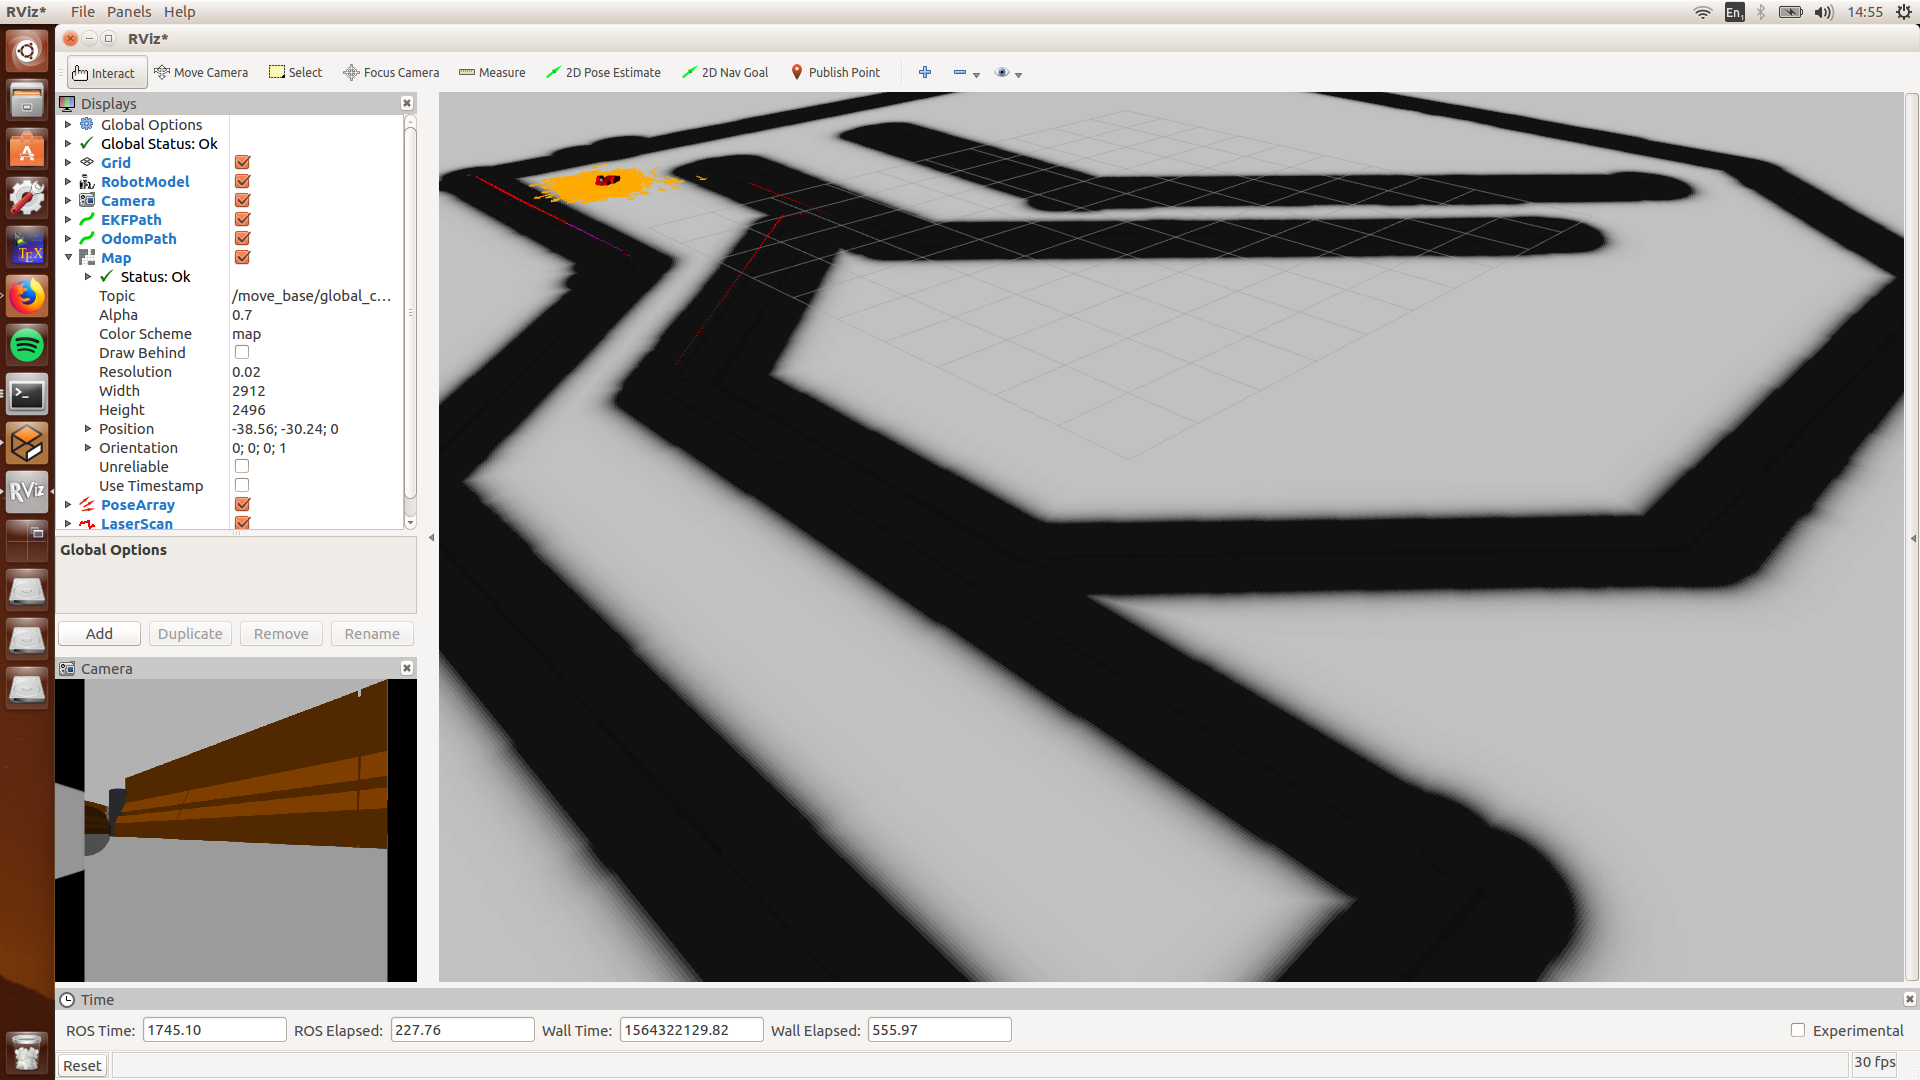 RViz* File Panels Help En1 14:55
RViz*
Interact Move Camera Select Focus Camera Measure 2D Pose Estimate 2D Nav Goal Publish Point
Displays
Global Options
Global Status: Ok
Grid
RobotModel
Camera
EKFPath
OdomPath
Map
Status: Ok
Topic /move_base/global_c...
Alpha 0.7
Color Scheme map
Draw Behind
Resolution 0.02
Width 2912
Height 2496
Position -38.56; -30.24; 0
Orientation 0; 0; 0; 1
Unreliable
Use Timestamp
PoseArray
LaserScan
Global Options
Add Duplicate Remove Rename
Camera
Time
ROS Time: 1745.10 ROS Elapsed: 227.76 Wall Time: 1564322129.82 Wall Elapsed: 555.97 Experimental
Reset 30 fps
TEX
RViz